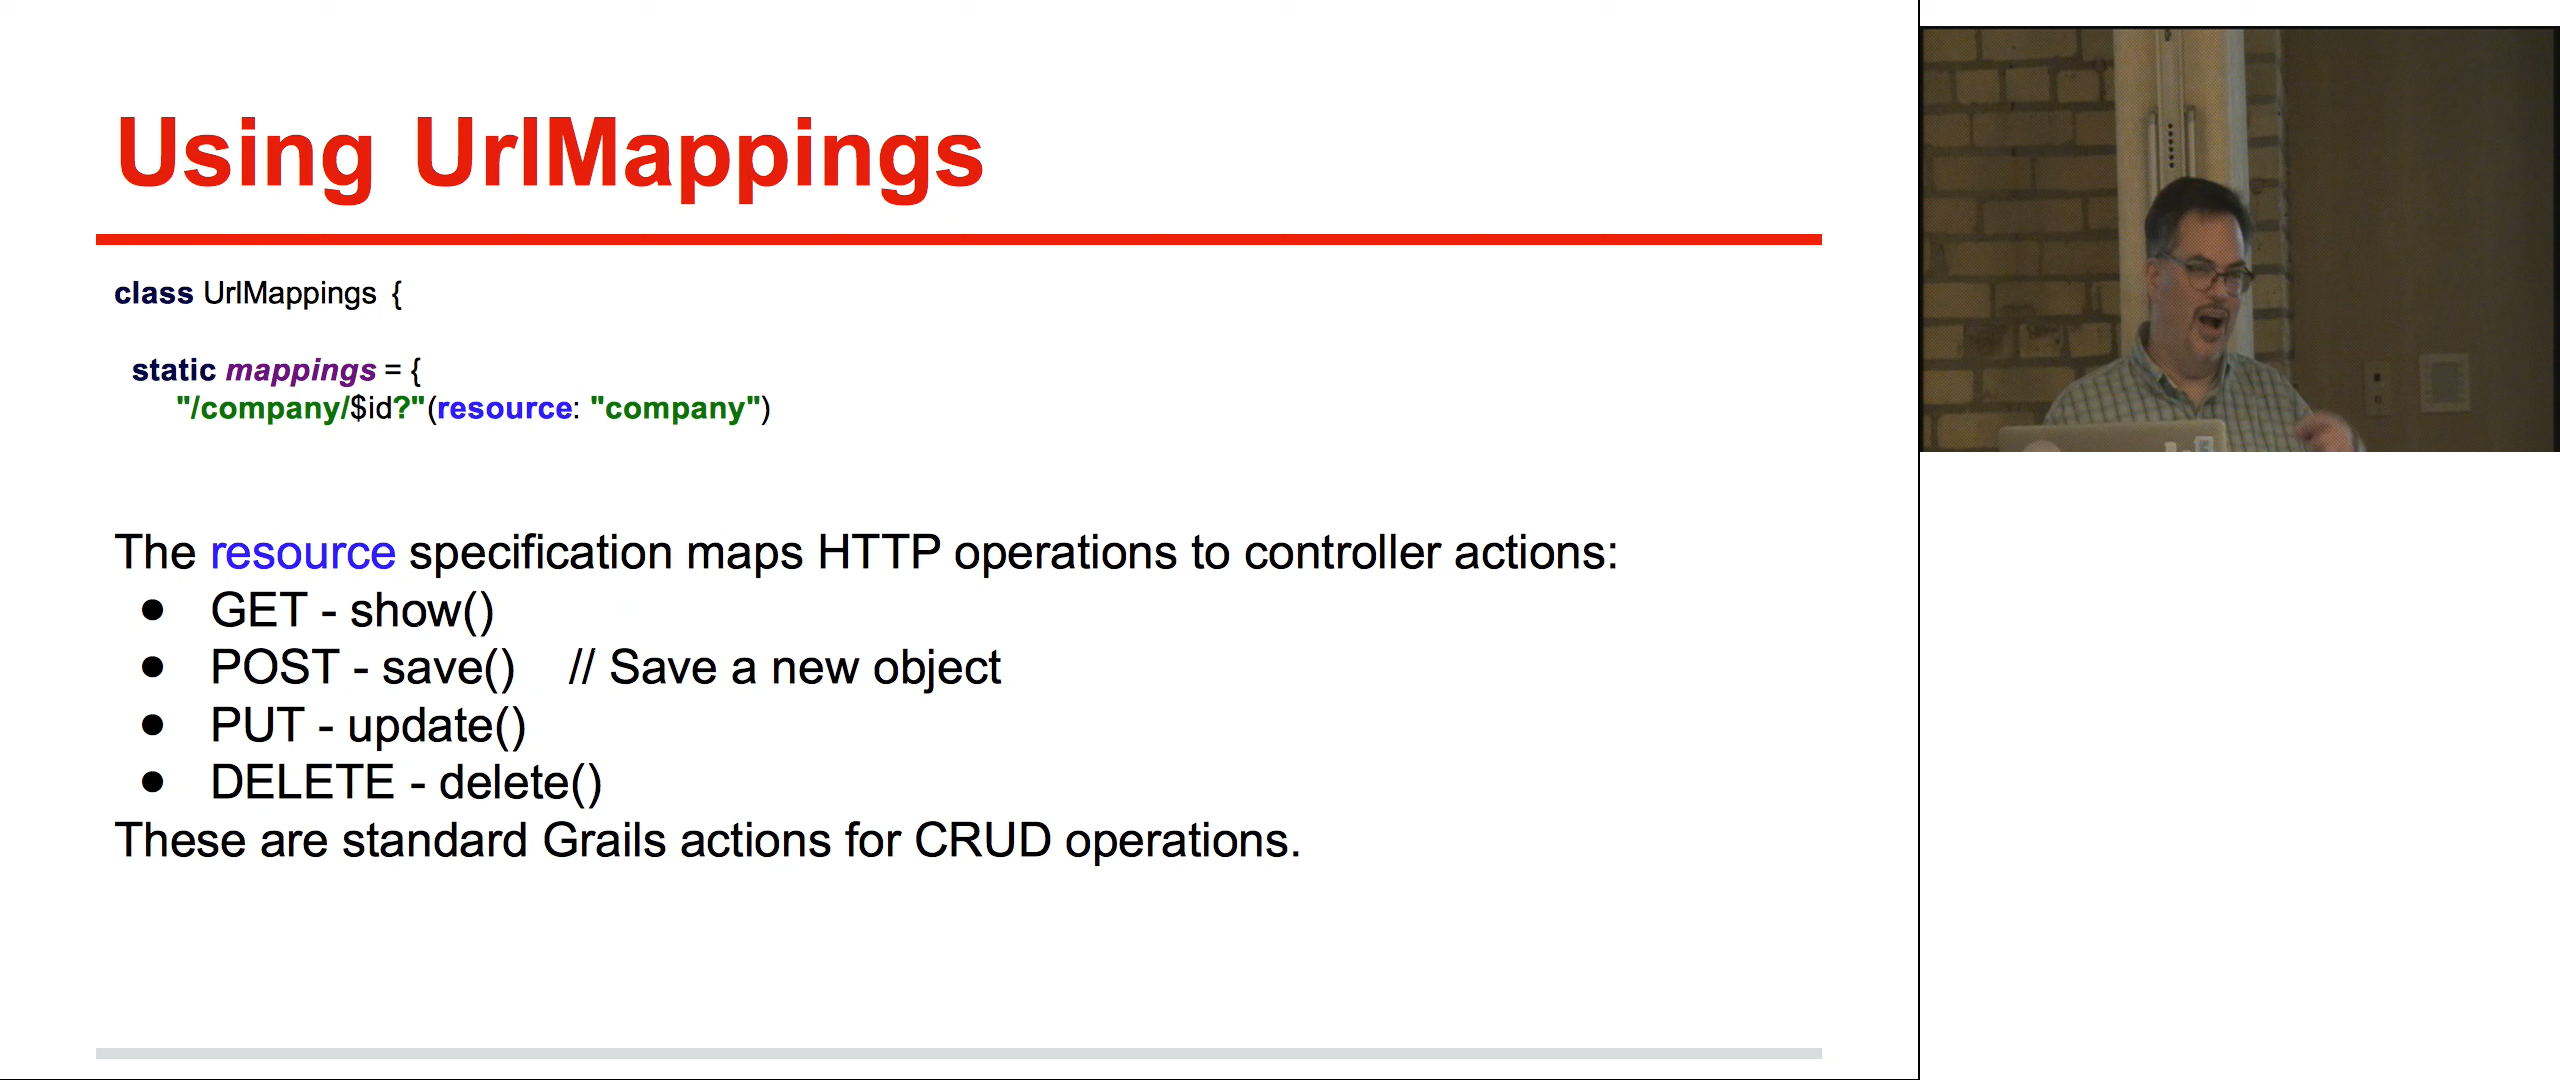 Using UrlMappings
class UrlMappings {
static mappings = {
"/company/$id?"(resource: "company")
The resource specification maps HTTP operations to controller actions:
● GET - show()
● POST - save() // Save a new object
● PUT - update()
● DELETE - delete()
These are standard Grails actions for CRUD operations.